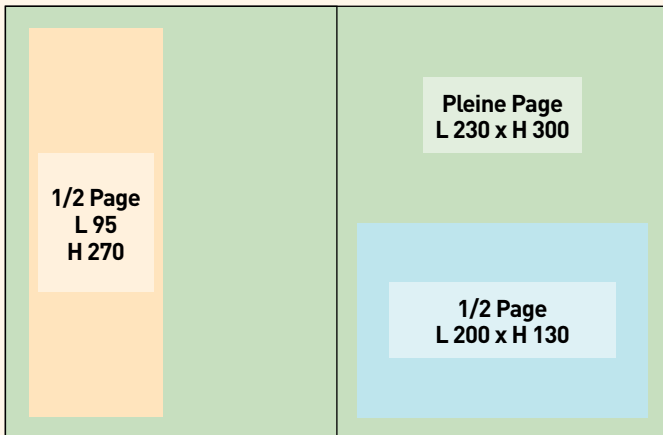 1/2 Page
L 95
H 270
Pleine Page
L 230 x H 300
1/2 Page
L 200 x H 130